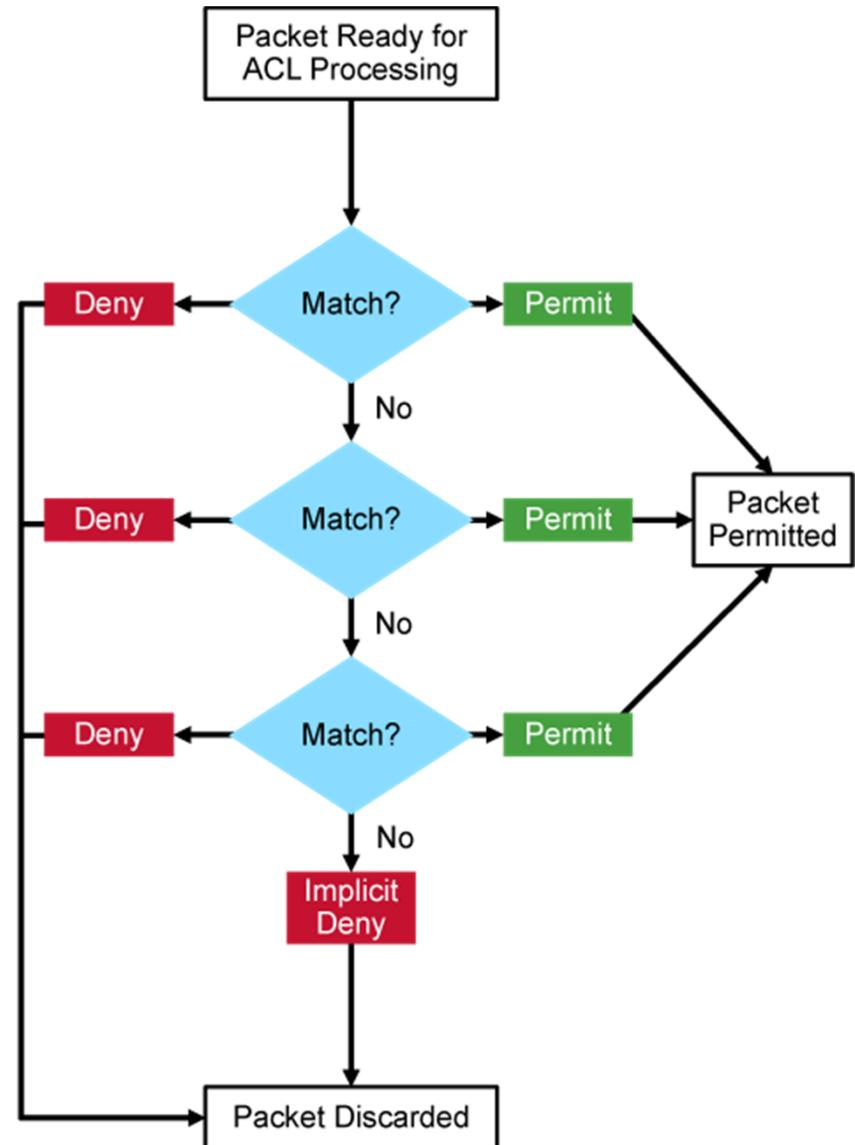 Packet Ready for
ACL Processing
Deny
Match?
Permit
No
Deny
Match?
Permit
Packet
Permitted
No
Deny
Match?
Permit
No
Implicit
Deny
Packet Discarded